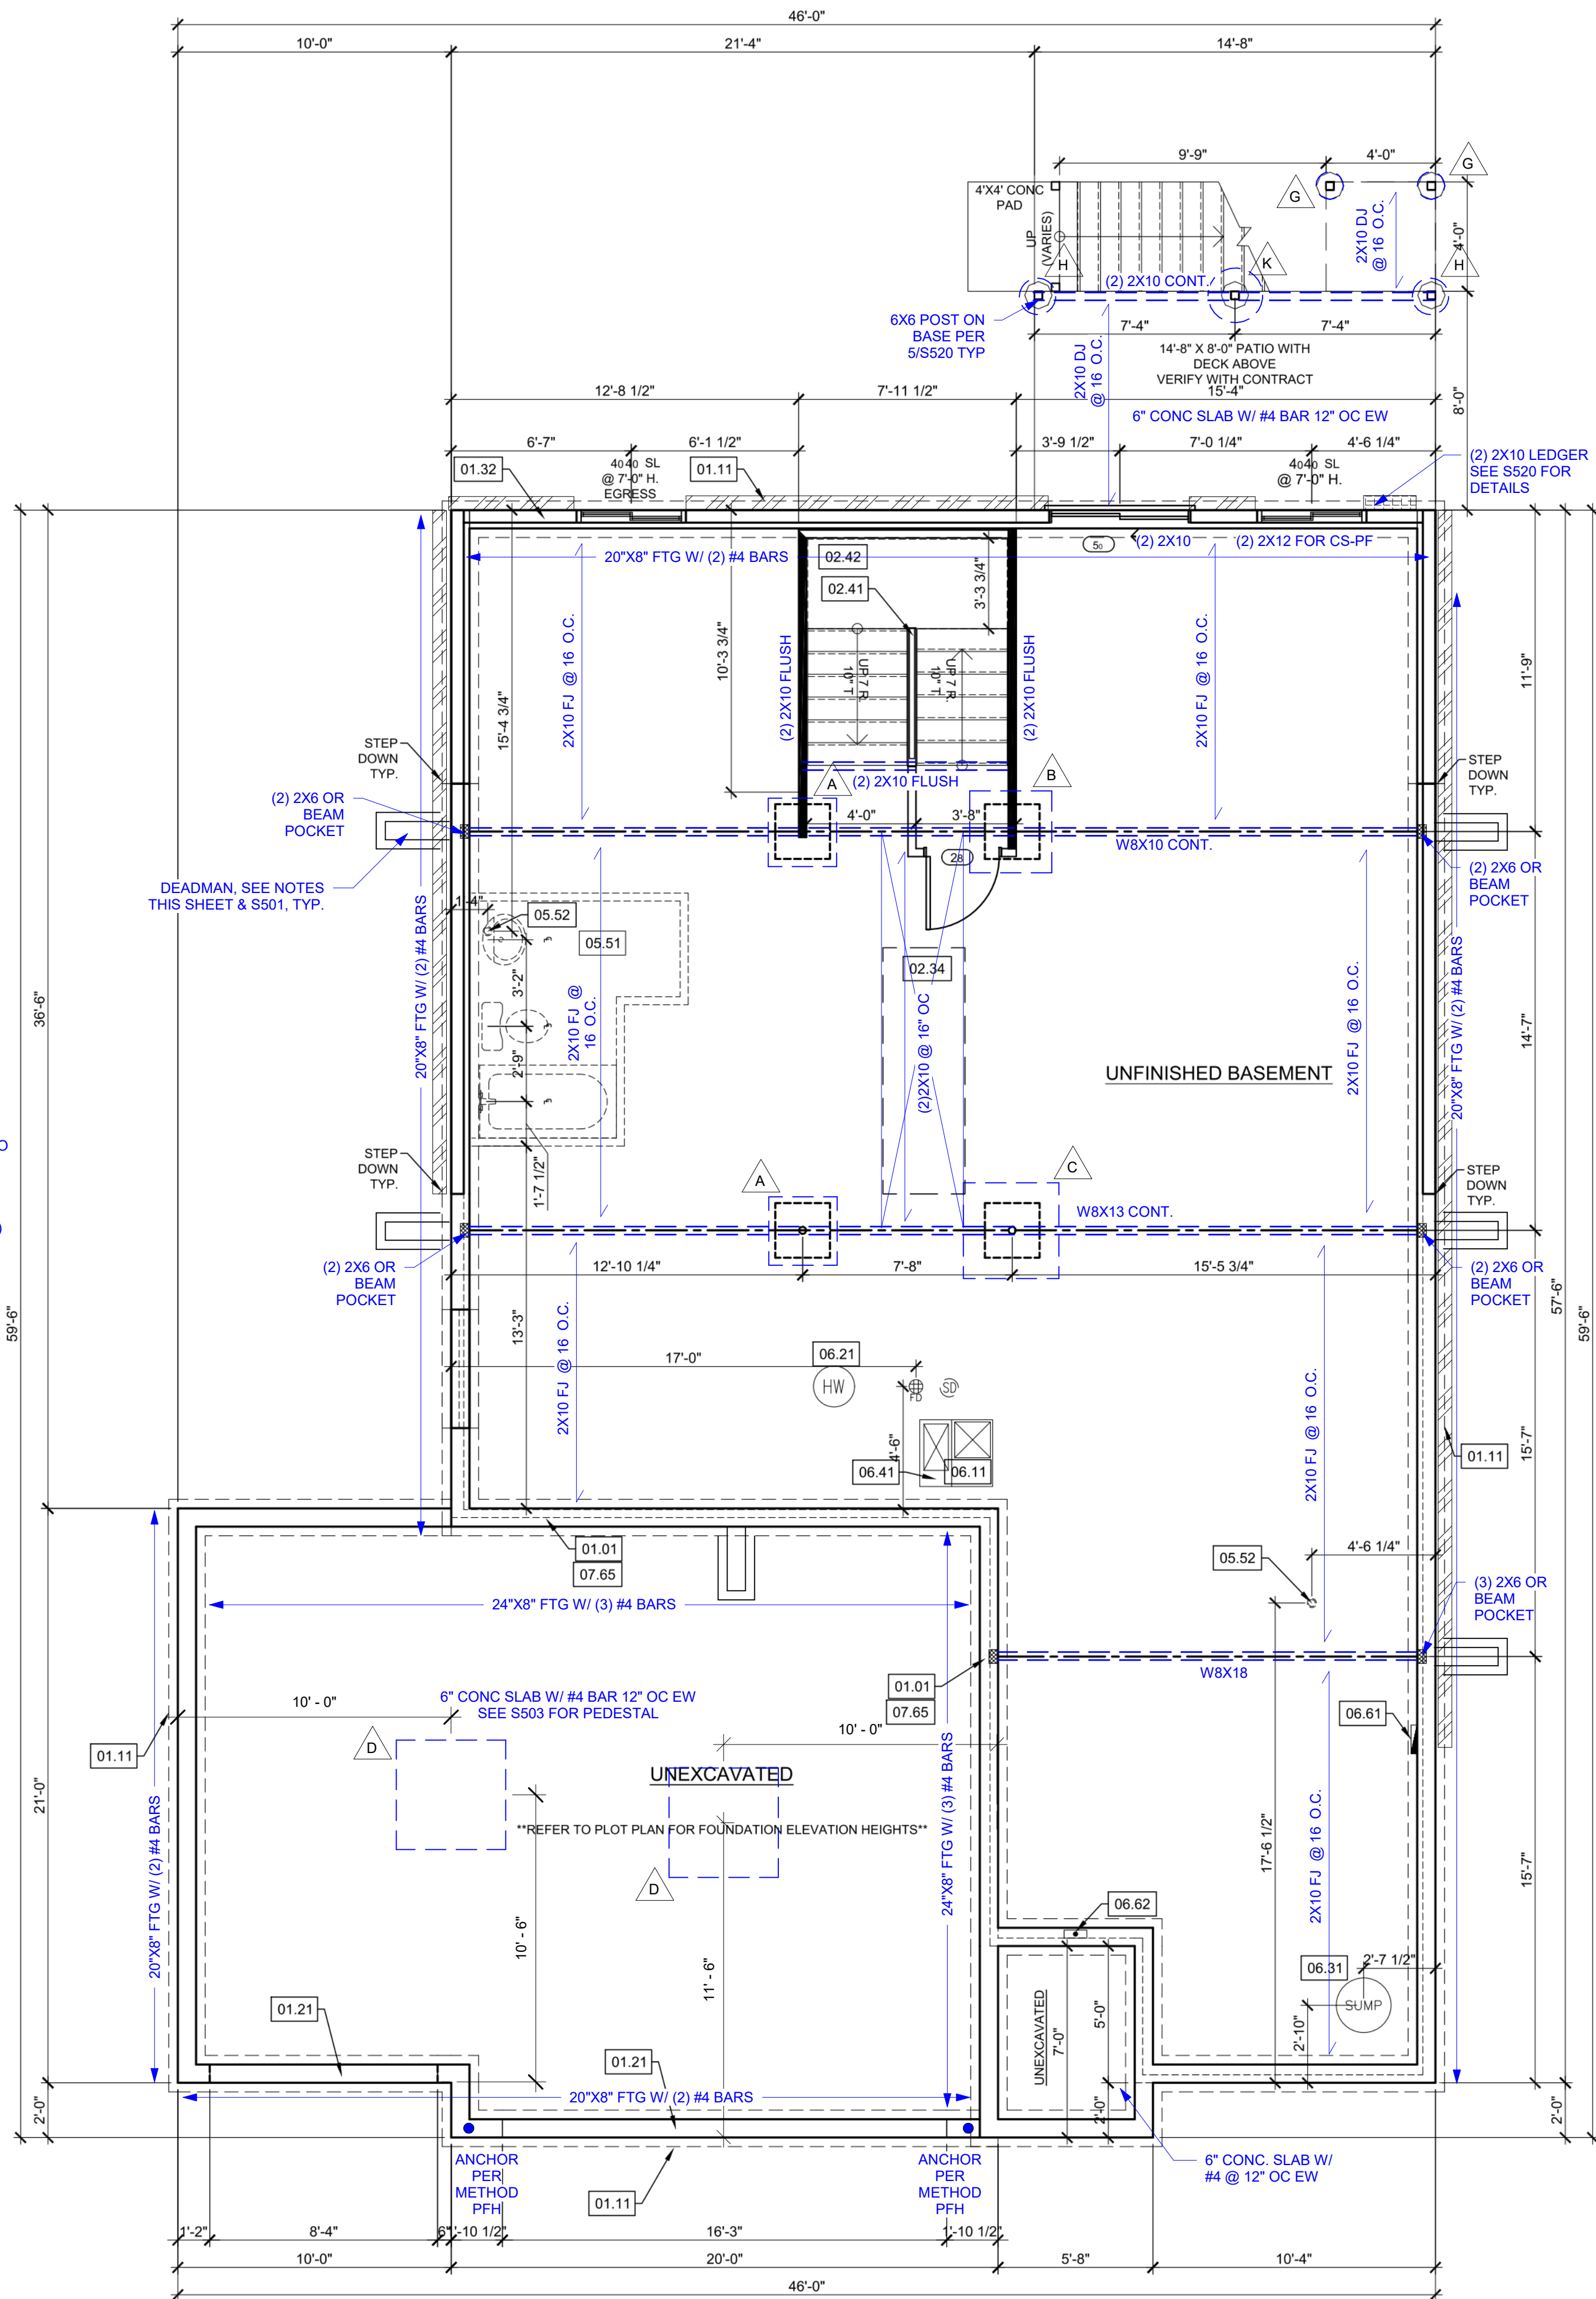 46'-0"
10'-0"
21'-4"
14'-8"
9'-9"
4'-0"
G
G
4'X4' CONC
PAD
UP
(VARIES)
2X10 DJ
@ 16 O.C.
4'-0"
H
K
H
(2) 2X10 CONT.
6X6 POST ON
BASE PER
5/S520 TYP
7'-4"
7'-4"
14'-8" X 8'-0" PATIO WITH
DECK ABOVE
VERIFY WITH CONTRACT
2X10 DJ
@ 16 O.C.
8'-0"
12'-8 1/2"
7'-11 1/2"
15'-4"
6" CONC SLAB W/ #4 BAR 12" OC EW
6'-7"
6'-1 1/2"
3'-9 1/2"
7'-0 1/4"
4'-6 1/4"
01.32
4040 SL
@ 7'-0" H.
EGRESS
01.11
4040 SL
@ 7'-0" H.
(2) 2X10 LEDGER
SEE S520 FOR
DETAILS
20"X8" FTG W/ (2) #4 BARS
02.42
02.41
50
(2) 2X10
(2) 2X12 FOR CS-PF
3'-3 3/4"
10'-3 3/4"
15'-4 3/4"
2X10 FJ @ 16 O.C.
(2) 2X10 FLUSH
UP 7 R.
10" T.
UP 7 R.
10" T.
(2) 2X10 FLUSH
2X10 FJ @ 16 O.C.
11'-9"
STEP
DOWN
TYP.
STEP
DOWN
TYP.
(2) 2X10 FLUSH
A
B
(2) 2X6 OR
BEAM
POCKET
4'-0"
3'-8"
W8X10 CONT.
28
(2) 2X6 OR
BEAM
POCKET
DEADMAN, SEE NOTES
THIS SHEET & S501, TYP.
1'-4"
05.52
05.51
02.34
20"X8" FTG W/ (2) #4 BARS
3'-2"
2'-9"
2X10 FJ @
16 O.C.
(2)2X10 @ 16" OC
2X10 FJ @ 16 O.C.
20"X8" FTG W/ (2) #4 BARS
14'-7"
36'-6"
UNFINISHED BASEMENT
O
)
STEP
DOWN
TYP.
1'-7 1/2"
A
C
STEP
DOWN
TYP.
W8X13 CONT.
(2) 2X6 OR
BEAM
POCKET
12'-10 1/4"
7'-8"
15'-5 3/4"
(2) 2X6 OR
BEAM
POCKET
59'-6"
57'-6"
59'-6"
13'-3"
2X10 FJ @ 16 O.C.
17'-0"
06.21
HW
FD
SD
4'-6"
06.41
06.11
2X10 FJ @ 16 O.C.
01.11
15'-7"
01.01
07.65
05.52
4'-6 1/4"
24"X8" FTG W/ (3) #4 BARS
(3) 2X6 OR
BEAM
POCKET
W8X18
10' - 0"
6" CONC SLAB W/ #4 BAR 12" OC EW
SEE S503 FOR PEDESTAL
01.01
07.65
10' - 0"
06.61
01.11
D
UNEXCAVATED
**REFER TO PLOT PLAN FOR FOUNDATION ELEVATION HEIGHTS**
D
21'-0"
20"X8" FTG W/ (2) #4 BARS
10' - 6"
11' - 6"
24"X8" FTG W/ (3) #4 BARS
17'-6 1/2"
2X10 FJ @ 16 O.C.
15'-7"
06.62
06.31
2'-7 1/2"
SUMP
2'-10"
UNEXCAVATED
7'-0"
5'-0"
2'-0"
01.21
01.21
20"X8" FTG W/ (2) #4 BARS
2'-0"
2'-0"
ANCHOR
PER
METHOD
PFH
01.11
ANCHOR
PER
METHOD
PFH
6" CONC. SLAB W/
#4 @ 12" OC EW
1'-2"
8'-4"
6"
1'-10 1/2"
16'-3"
1'-10 1/2"
10'-0"
20'-0"
5'-8"
10'-4"
46'-0"